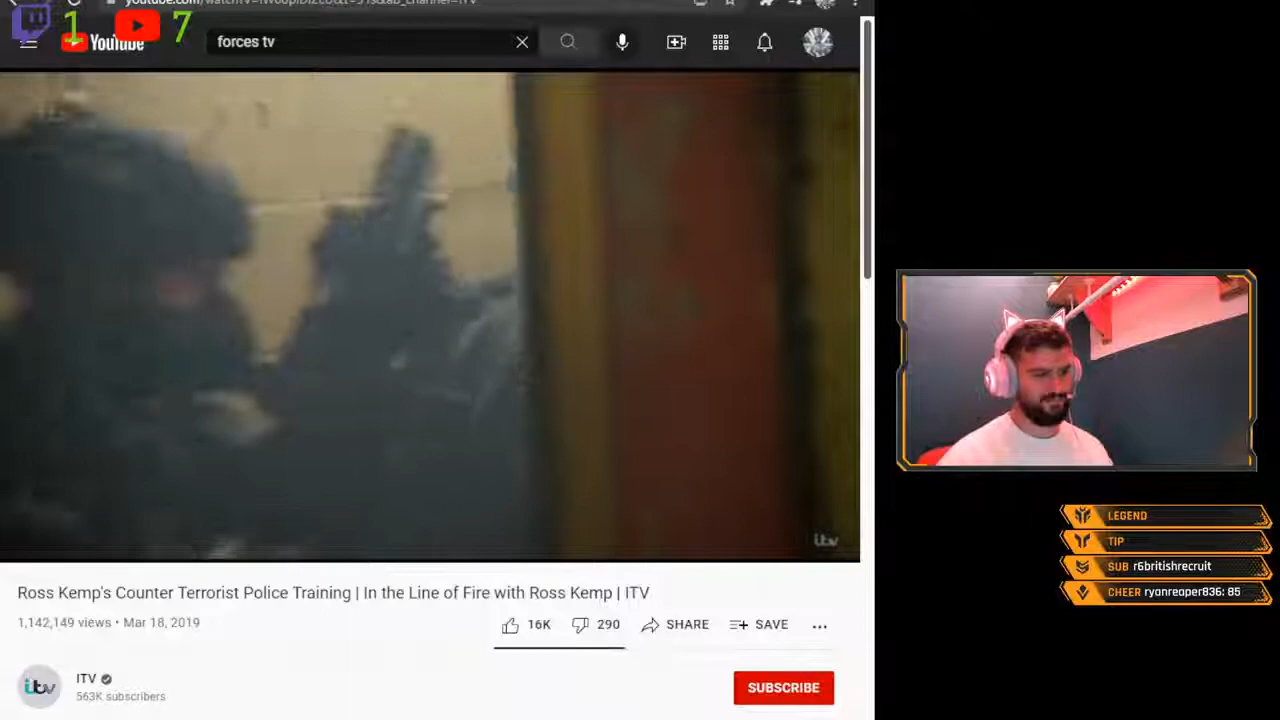 1 7
YouTube
forces tv
itv
Ross Kemp's Counter Terrorist Police Training | In the Line of Fire with Ross Kemp | ITV
1,142,149 views • Mar 18, 2019
16K 290 SHARE SAVE
itv ITV
563K subscribers
SUBSCRIBE
LEGEND
TIP
SUB r6britishrecruit
CHEER ryanreaper836: 85